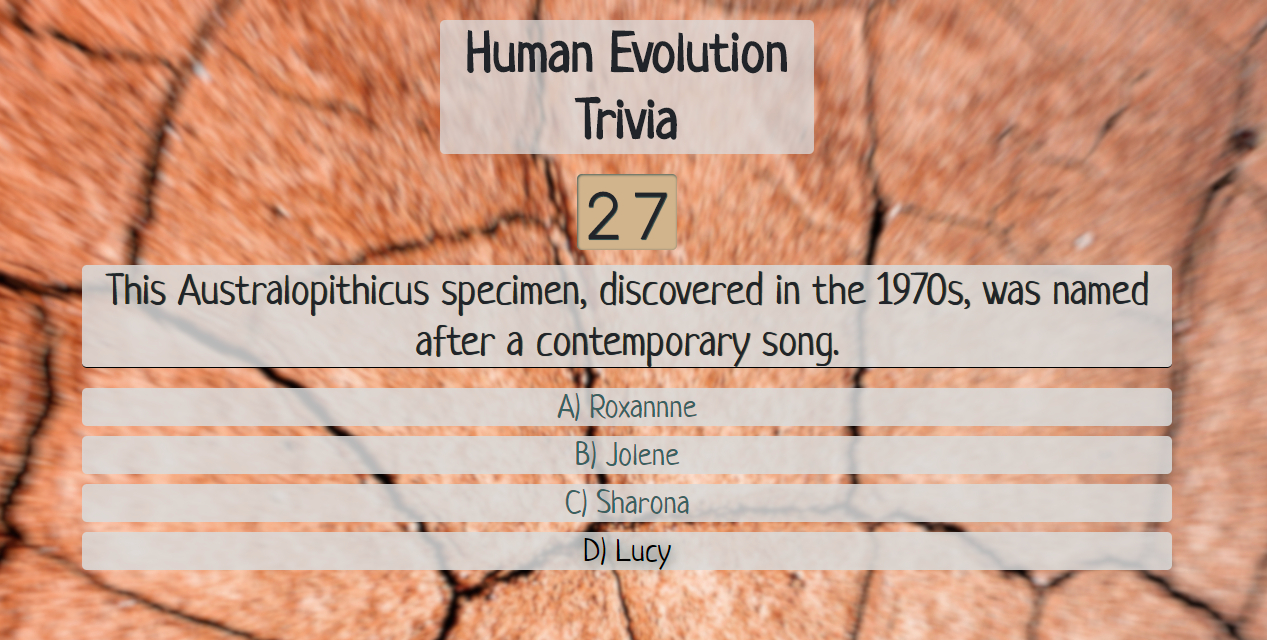 Human Evolution
Trivia
27
This Australopithicus specimen, discovered in the 1970s, was named
after a contemporary song.
A) Roxannne
B) Jolene
C) Sharona
D) Lucy